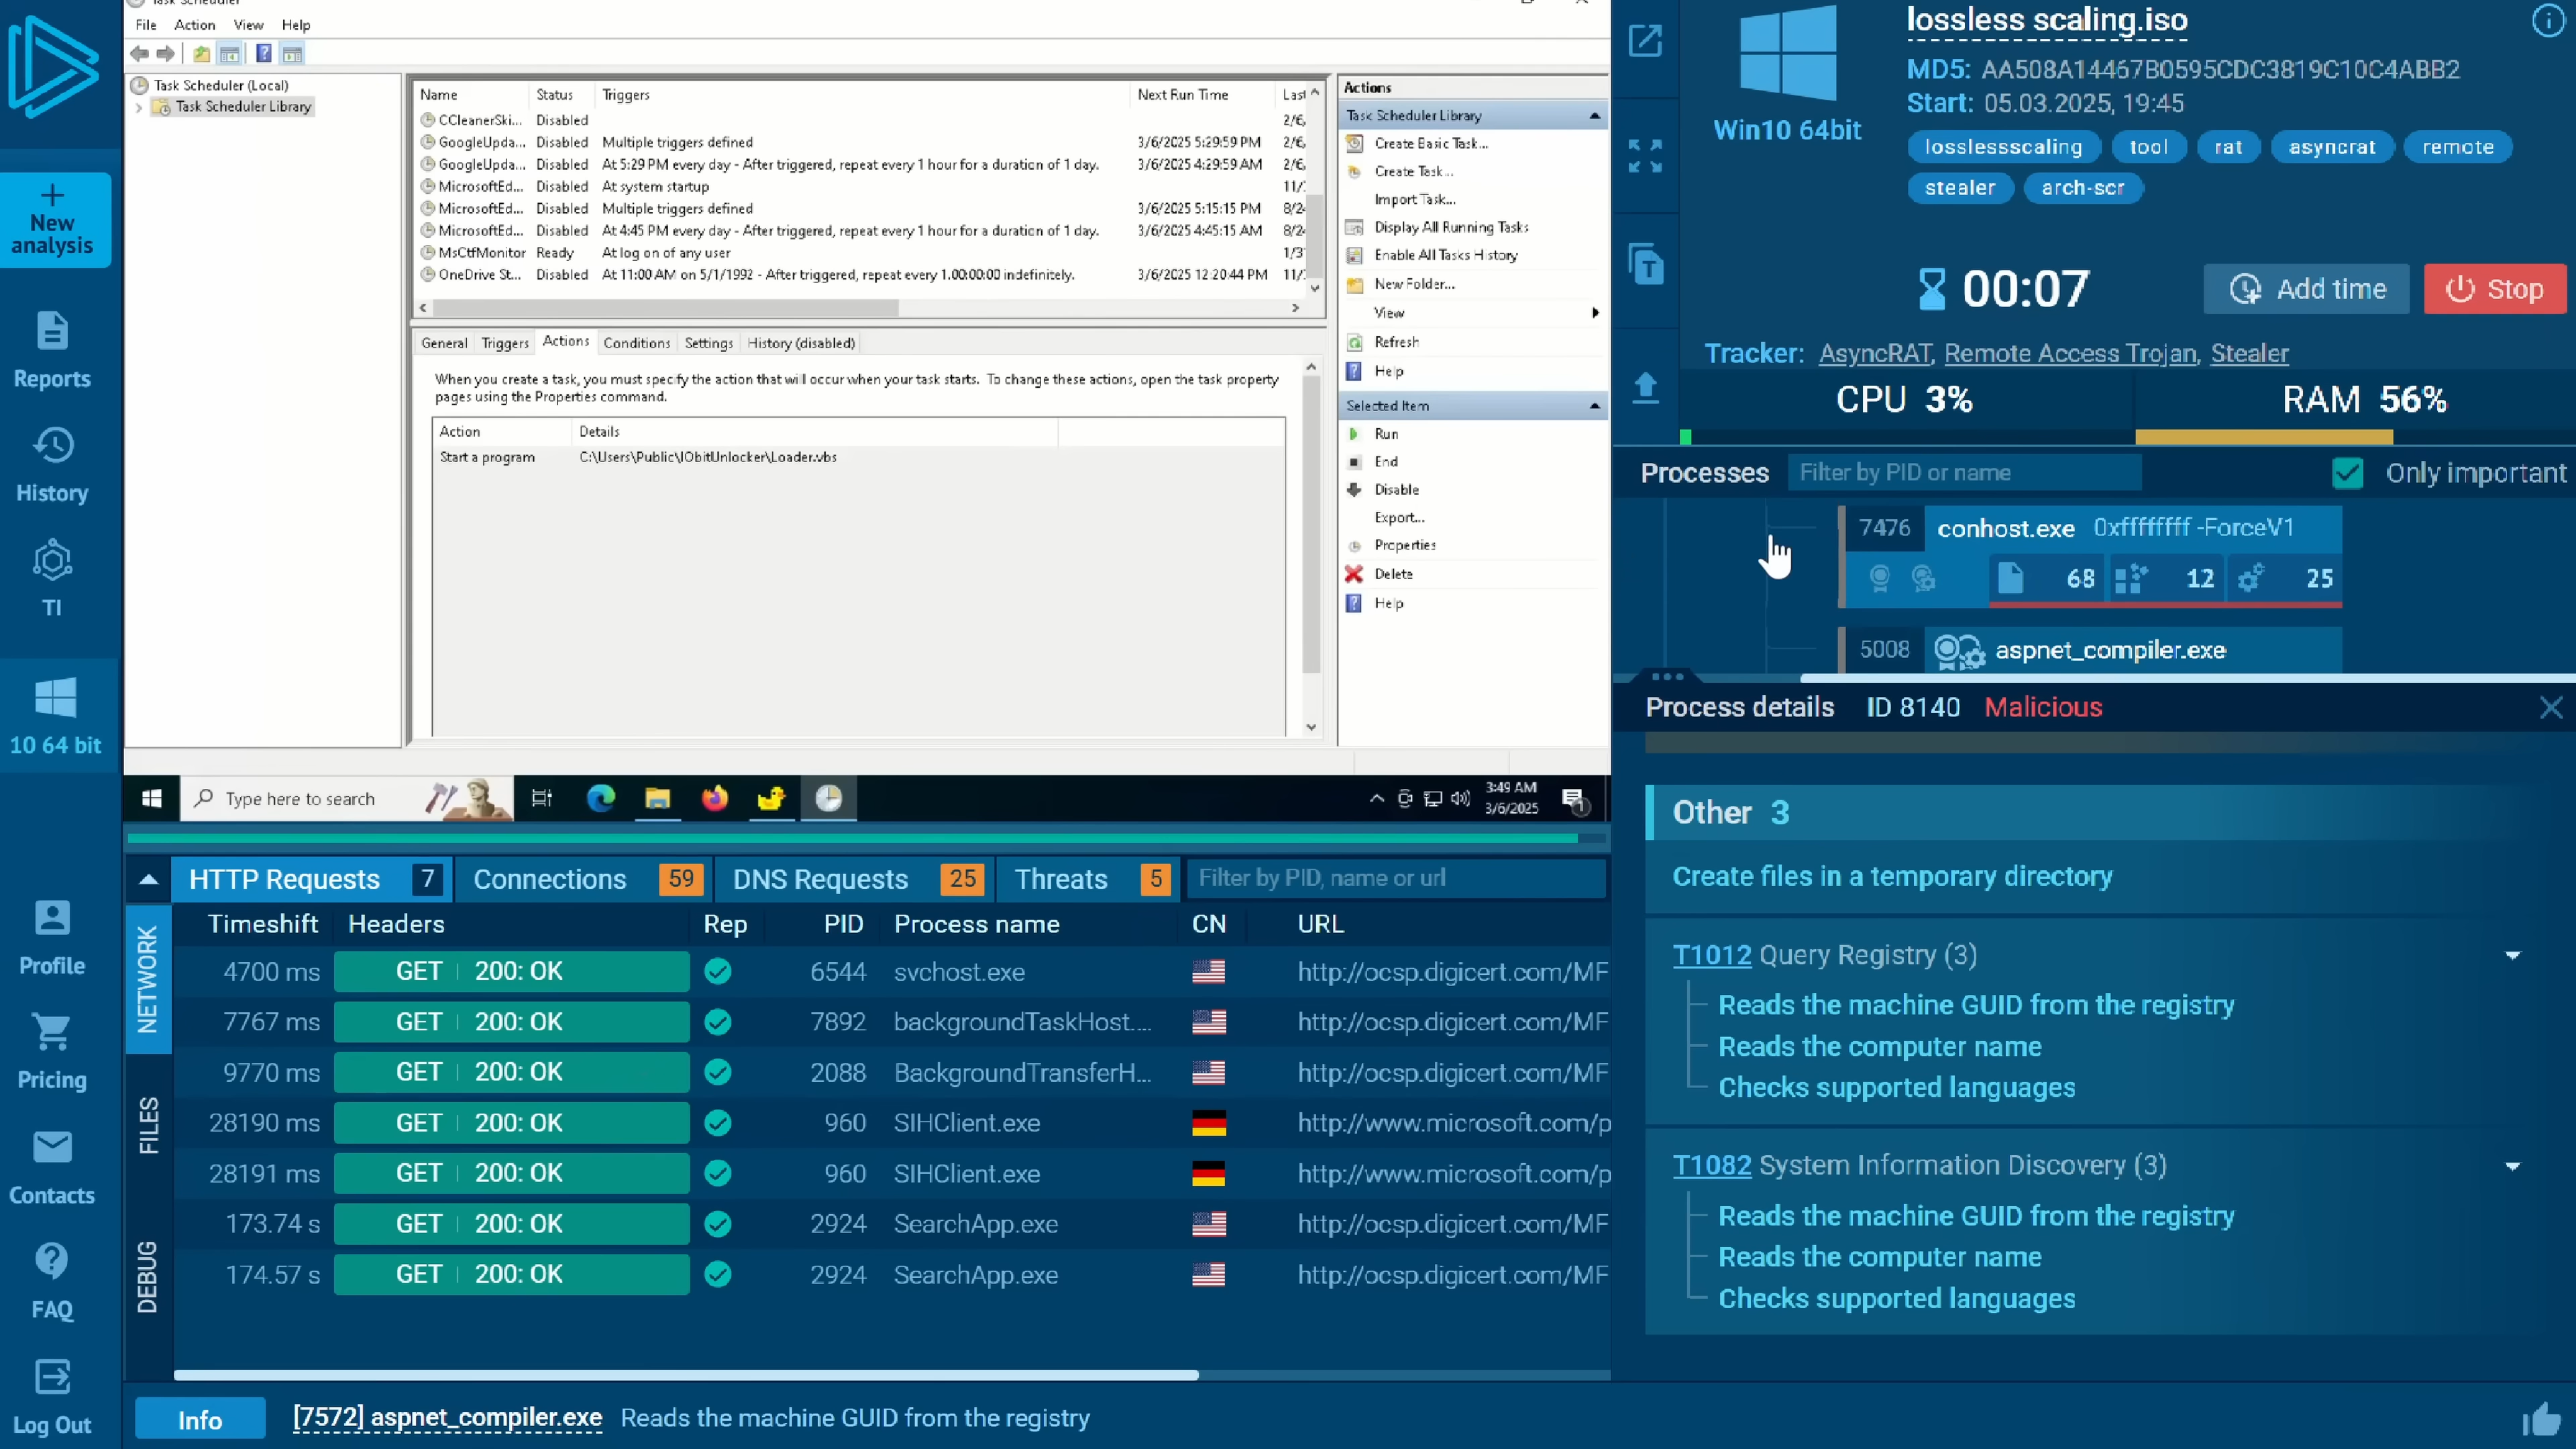 Task Scheduler
File Action View Help
Task Scheduler (Local)
Task Scheduler Library
Name Status Triggers Next Run Time Last
CCleanerSki... Disabled 2/6,
GoogleUpda... Disabled Multiple triggers defined 3/6/2025 5:29:59 PM 2/6,
GoogleUpda... Disabled At 5:29 PM every day - After triggered, repeat every 1 hour for a duration of 1 day. 3/6/2025 4:29:59 AM 2/6,
MicrosoftEd... Disabled At system startup 11/
MicrosoftEd... Disabled Multiple triggers defined 3/6/2025 5:15:15 PM 8/2
MicrosoftEd... Disabled At 4:45 PM every day - After triggered, repeat every 1 hour for a duration of 1 day. 3/6/2025 4:45:15 AM 8/2
MsCtfMonitor Ready At log on of any user 1/3
OneDrive St... Disabled At 11:00 AM on 5/1/1992 - After triggered, repeat every 1.00:00:00 indefinitely. 3/6/2025 12:20:44 PM 11/
General Triggers Actions Conditions Settings History (disabled)
When you create a task, you must specify the action that will occur when your task starts. To change these actions, open the task property
pages using the Properties command.
Action Details
Start a program C:\Users\Public\IObitUnlocker\Loader.vbs
Actions
Task Scheduler Library
Create Basic Task...
Create Task...
Import Task...
Display All Running Tasks
Enable All Tasks History
New Folder...
View
Refresh
Help
Selected Item
Run
End
Disable
Export...
Properties
Delete
Help
Type here to search
3:49 AM
3/6/2025
1
New
analysis
Reports
History
TI
10 64 bit
Profile
Pricing
Contacts
FAQ
Log Out
HTTP Requests 7 Connections 59 DNS Requests 25 Threats 5 Filter by PID, name or url
NETWORK
FILES
DEBUG
Timeshift Headers Rep PID Process name CN URL
4700 ms GET 200: OK 6544 svchost.exe http://ocsp.digicert.com/MF
7767 ms GET 200: OK 7892 backgroundTaskHost.... http://ocsp.digicert.com/MF
9770 ms GET 200: OK 2088 BackgroundTransferH... http://ocsp.digicert.com/MF
28190 ms GET 200: OK 960 SIHClient.exe http://www.microsoft.com/p
28191 ms GET 200: OK 960 SIHClient.exe http://www.microsoft.com/p
173.74 s GET 200: OK 2924 SearchApp.exe http://ocsp.digicert.com/MF
174.57 s GET 200: OK 2924 SearchApp.exe http://ocsp.digicert.com/MF
Info [7572] aspnet_compiler.exe Reads the machine GUID from the registry
Win10 64bit
lossless scaling.iso
MD5: AA508A14467B0595CDC3819C10C4ABB2
Start: 05.03.2025, 19:45
losslessscaling tool rat asyncrat remote
stealer arch-scr
00:07 Add time Stop
Tracker: AsyncRAT, Remote Access Trojan, Stealer
CPU 3% RAM 56%
Processes Filter by PID or name Only important
7476 conhost.exe 0xffffffff -ForceV1
68 12 25
5008 aspnet_compiler.exe
Process details ID 8140 Malicious
Other 3
Create files in a temporary directory
T1012 Query Registry (3)
Reads the machine GUID from the registry
Reads the computer name
Checks supported languages
T1082 System Information Discovery (3)
Reads the machine GUID from the registry
Reads the computer name
Checks supported languages